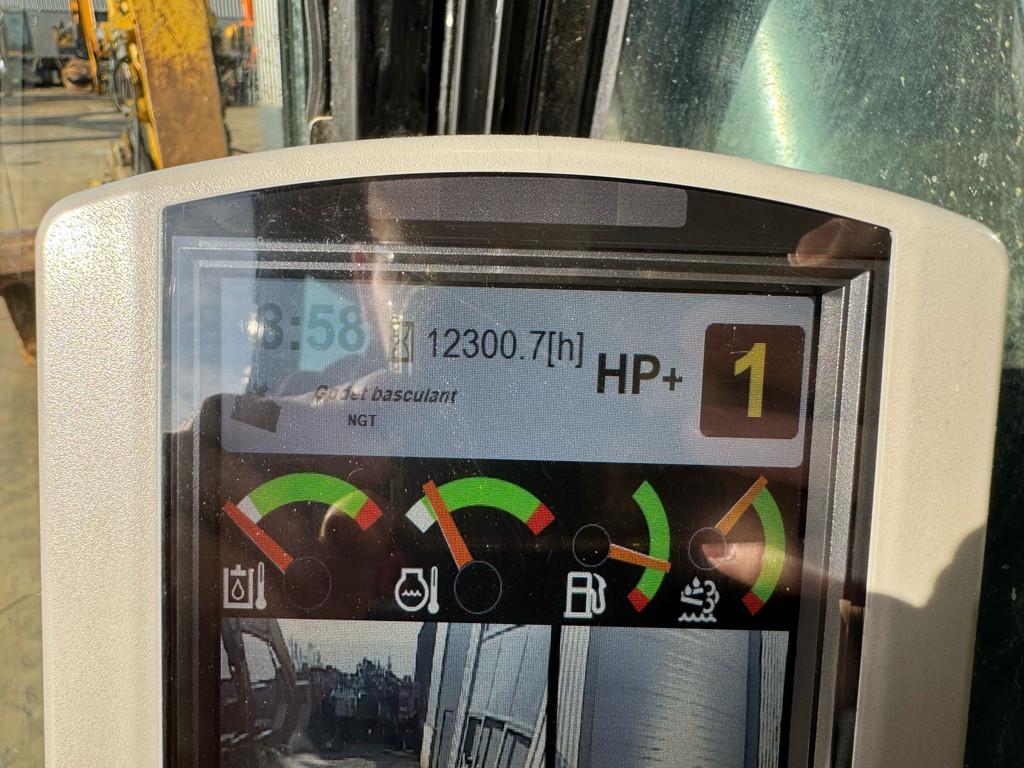 8:58
12300.7[h]
HP+
1
Godet basculant
NGT